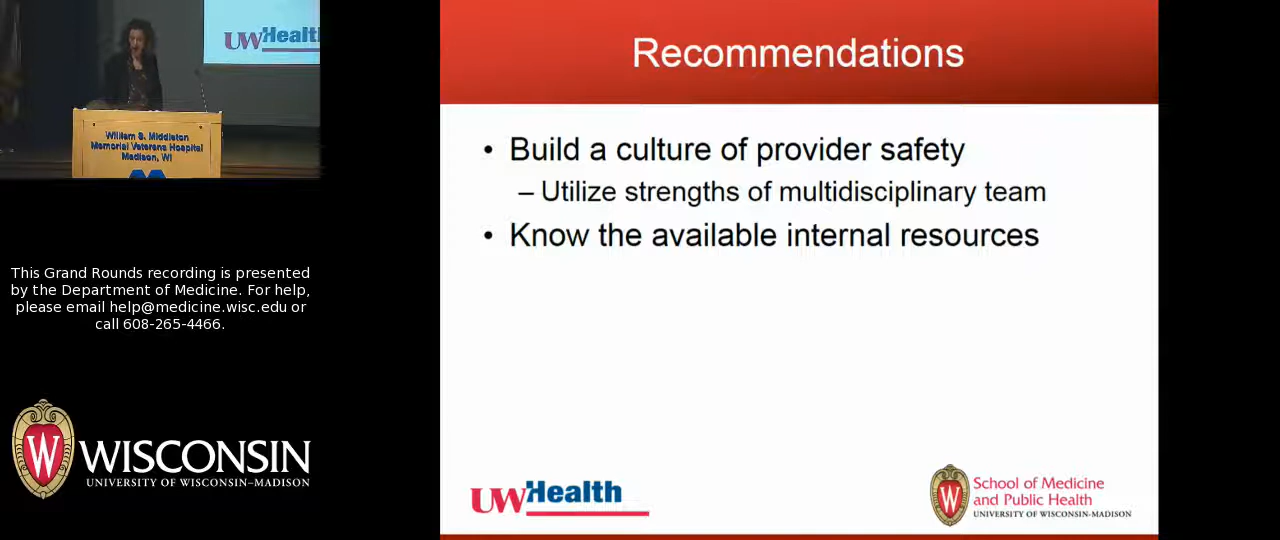 UWHealth
William S. Middleton
Memorial Veterans Hospital
Madison, WI
This Grand Rounds recording is presented
by the Department of Medicine. For help,
please email help@medicine.wisc.edu or
call 608-265-4466.
W
WISCONSIN
UNIVERSITY OF WISCONSIN–MADISON
Recommendations
• Build a culture of provider safety
– Utilize strengths of multidisciplinary team
• Know the available internal resources
UWHealth
W
School of Medicine
and Public Health
UNIVERSITY OF WISCONSIN-MADISON